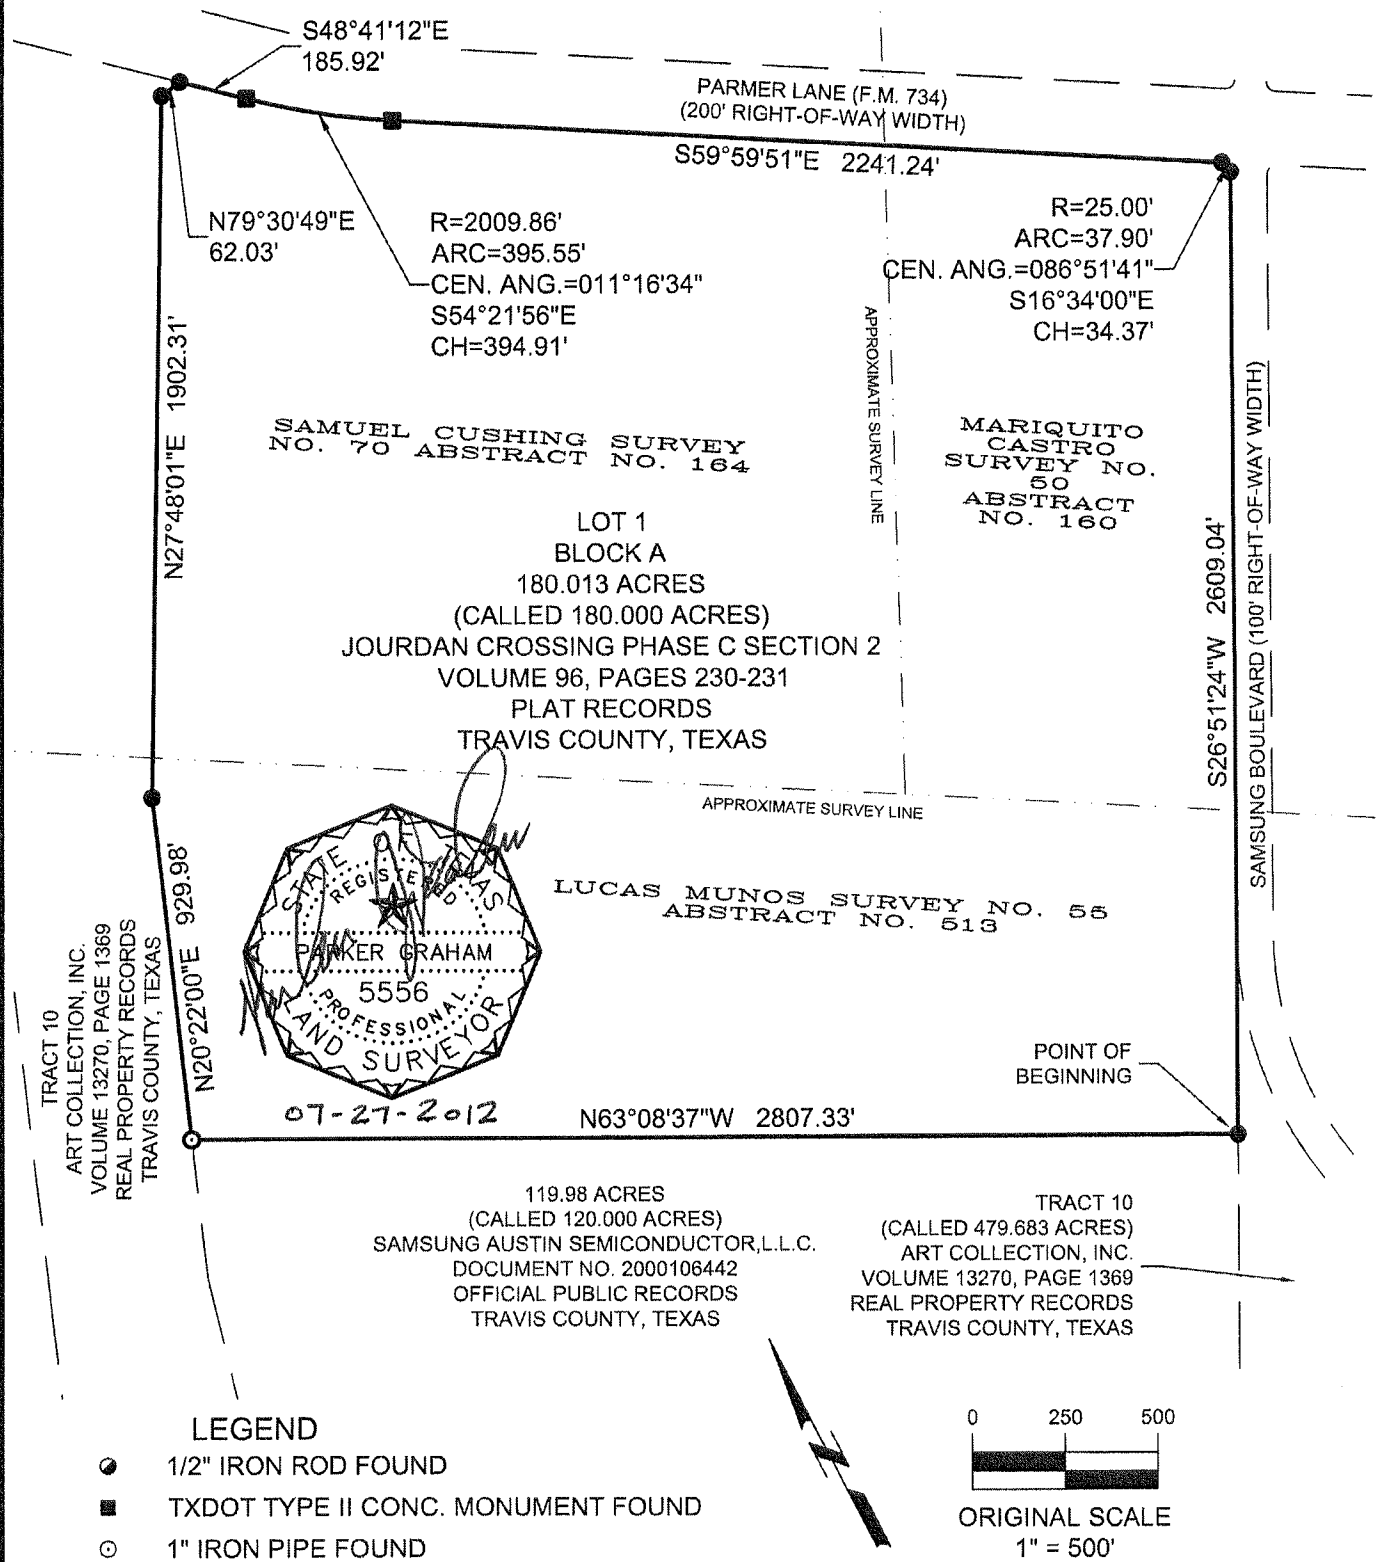 S48°41'12"E
185.92'
PARMER LANE (F.M. 734)
(200' RIGHT-OF-WAY WIDTH)
S59°59'51"E 2241.24'
N79°30'49"E
62.03'
R=2009.86'
ARC=395.55'
CEN. ANG.=011°16'34"
S54°21'56"E
CH=394.91'
R=25.00'
ARC=37.90'
CEN. ANG.=086°51'41"
S16°34'00"E
CH=34.37'
N27°48'01"E 1902.31'
APPROXIMATE SURVEY LINE
SAMUEL CUSHING SURVEY
NO. 70 ABSTRACT NO. 164
MARIQUITO
CASTRO
SURVEY NO.
50
ABSTRACT
NO. 160
S26°51'24"W 2609.04'
SAMSUNG BOULEVARD (100' RIGHT-OF-WAY WIDTH)
LOT 1
BLOCK A
180.013 ACRES
(CALLED 180.000 ACRES)
JOURDAN CROSSING PHASE C SECTION 2
VOLUME 96, PAGES 230-231
PLAT RECORDS
TRAVIS COUNTY, TEXAS
APPROXIMATE SURVEY LINE
LUCAS MUNOS SURVEY NO. 55
ABSTRACT NO. 513
STATE OF TEXAS
REGISTERED
PARKER GRAHAM
5556
PROFESSIONAL
LAND SURVEYOR
07-27-2012
N20°22'00"E 929.98'
TRACT 10
ART COLLECTION, INC.
VOLUME 13270, PAGE 1369
REAL PROPERTY RECORDS
TRAVIS COUNTY, TEXAS
POINT OF
BEGINNING
N63°08'37"W 2807.33'
119.98 ACRES
(CALLED 120.000 ACRES)
SAMSUNG AUSTIN SEMICONDUCTOR,L.L.C.
DOCUMENT NO. 2000106442
OFFICIAL PUBLIC RECORDS
TRAVIS COUNTY, TEXAS
TRACT 10
(CALLED 479.683 ACRES)
ART COLLECTION, INC.
VOLUME 13270, PAGE 1369
REAL PROPERTY RECORDS
TRAVIS COUNTY, TEXAS
LEGEND
1/2" IRON ROD FOUND
TXDOT TYPE II CONC. MONUMENT FOUND
1" IRON PIPE FOUND
0 250 500
ORIGINAL SCALE
1" = 500'